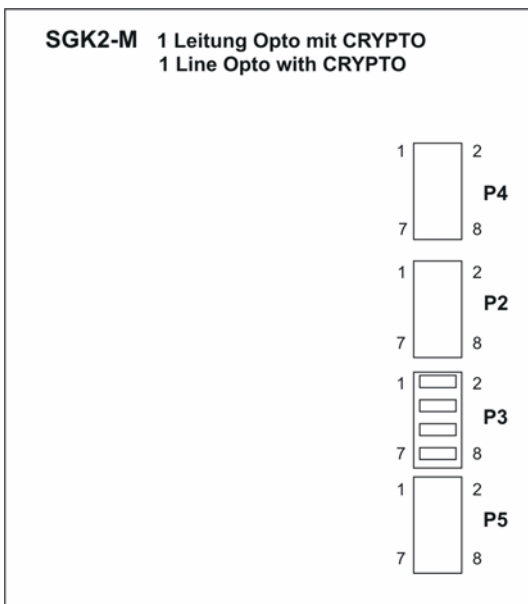 SGK2-M 1 Leitung Opto mit CRYPTO
1 Line Opto with CRYPTO
1 2
P4
7 8
1 2
P2
7 8
1 2
P3
7 8
1 2
P5
7 8